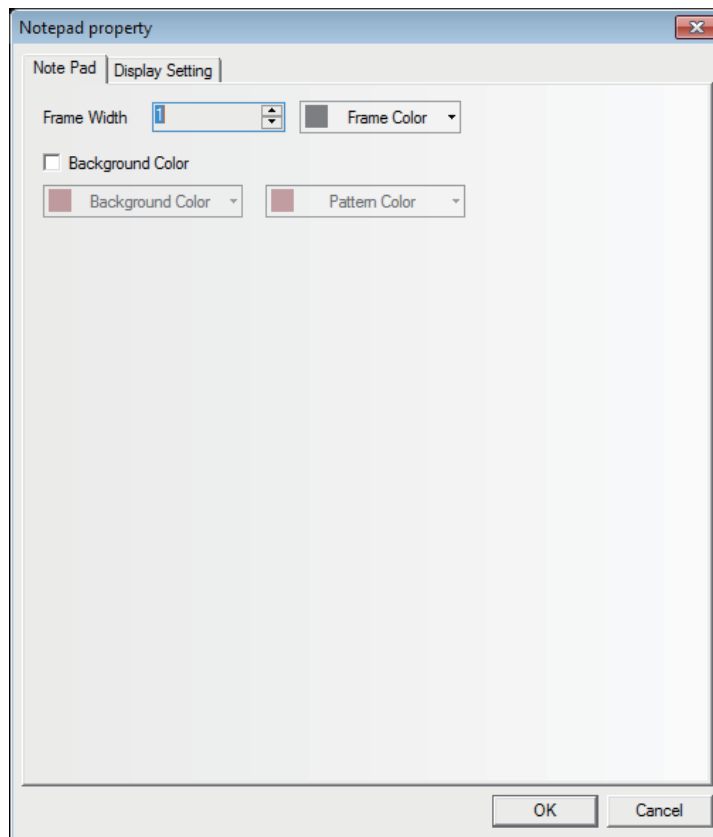 Notepad property
Note Pad Display Setting
Frame Width 1 Frame Color
Background Color
Background Color Pattern Color
OK Cancel